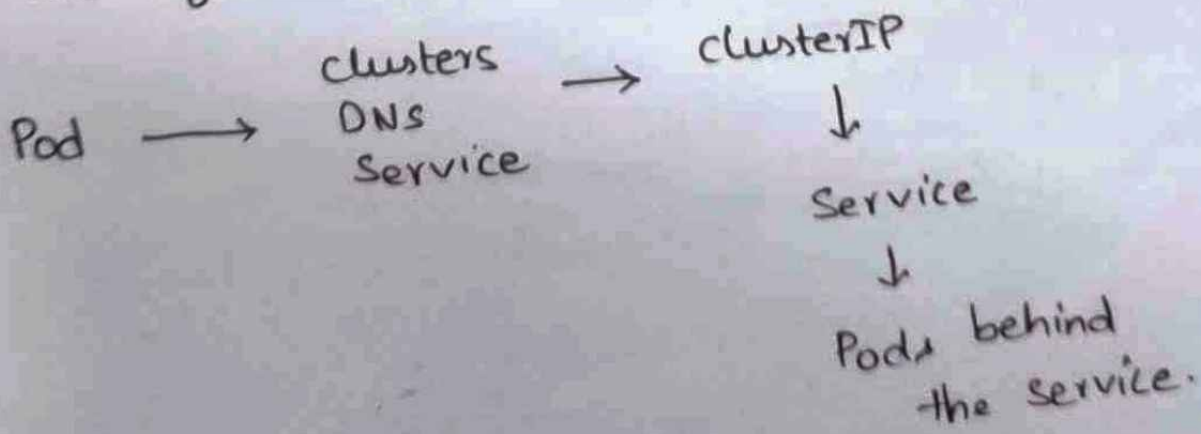 Pod → clusters → clusterIP
DNS
Service
↓
Service
↓
Pods behind
the service.